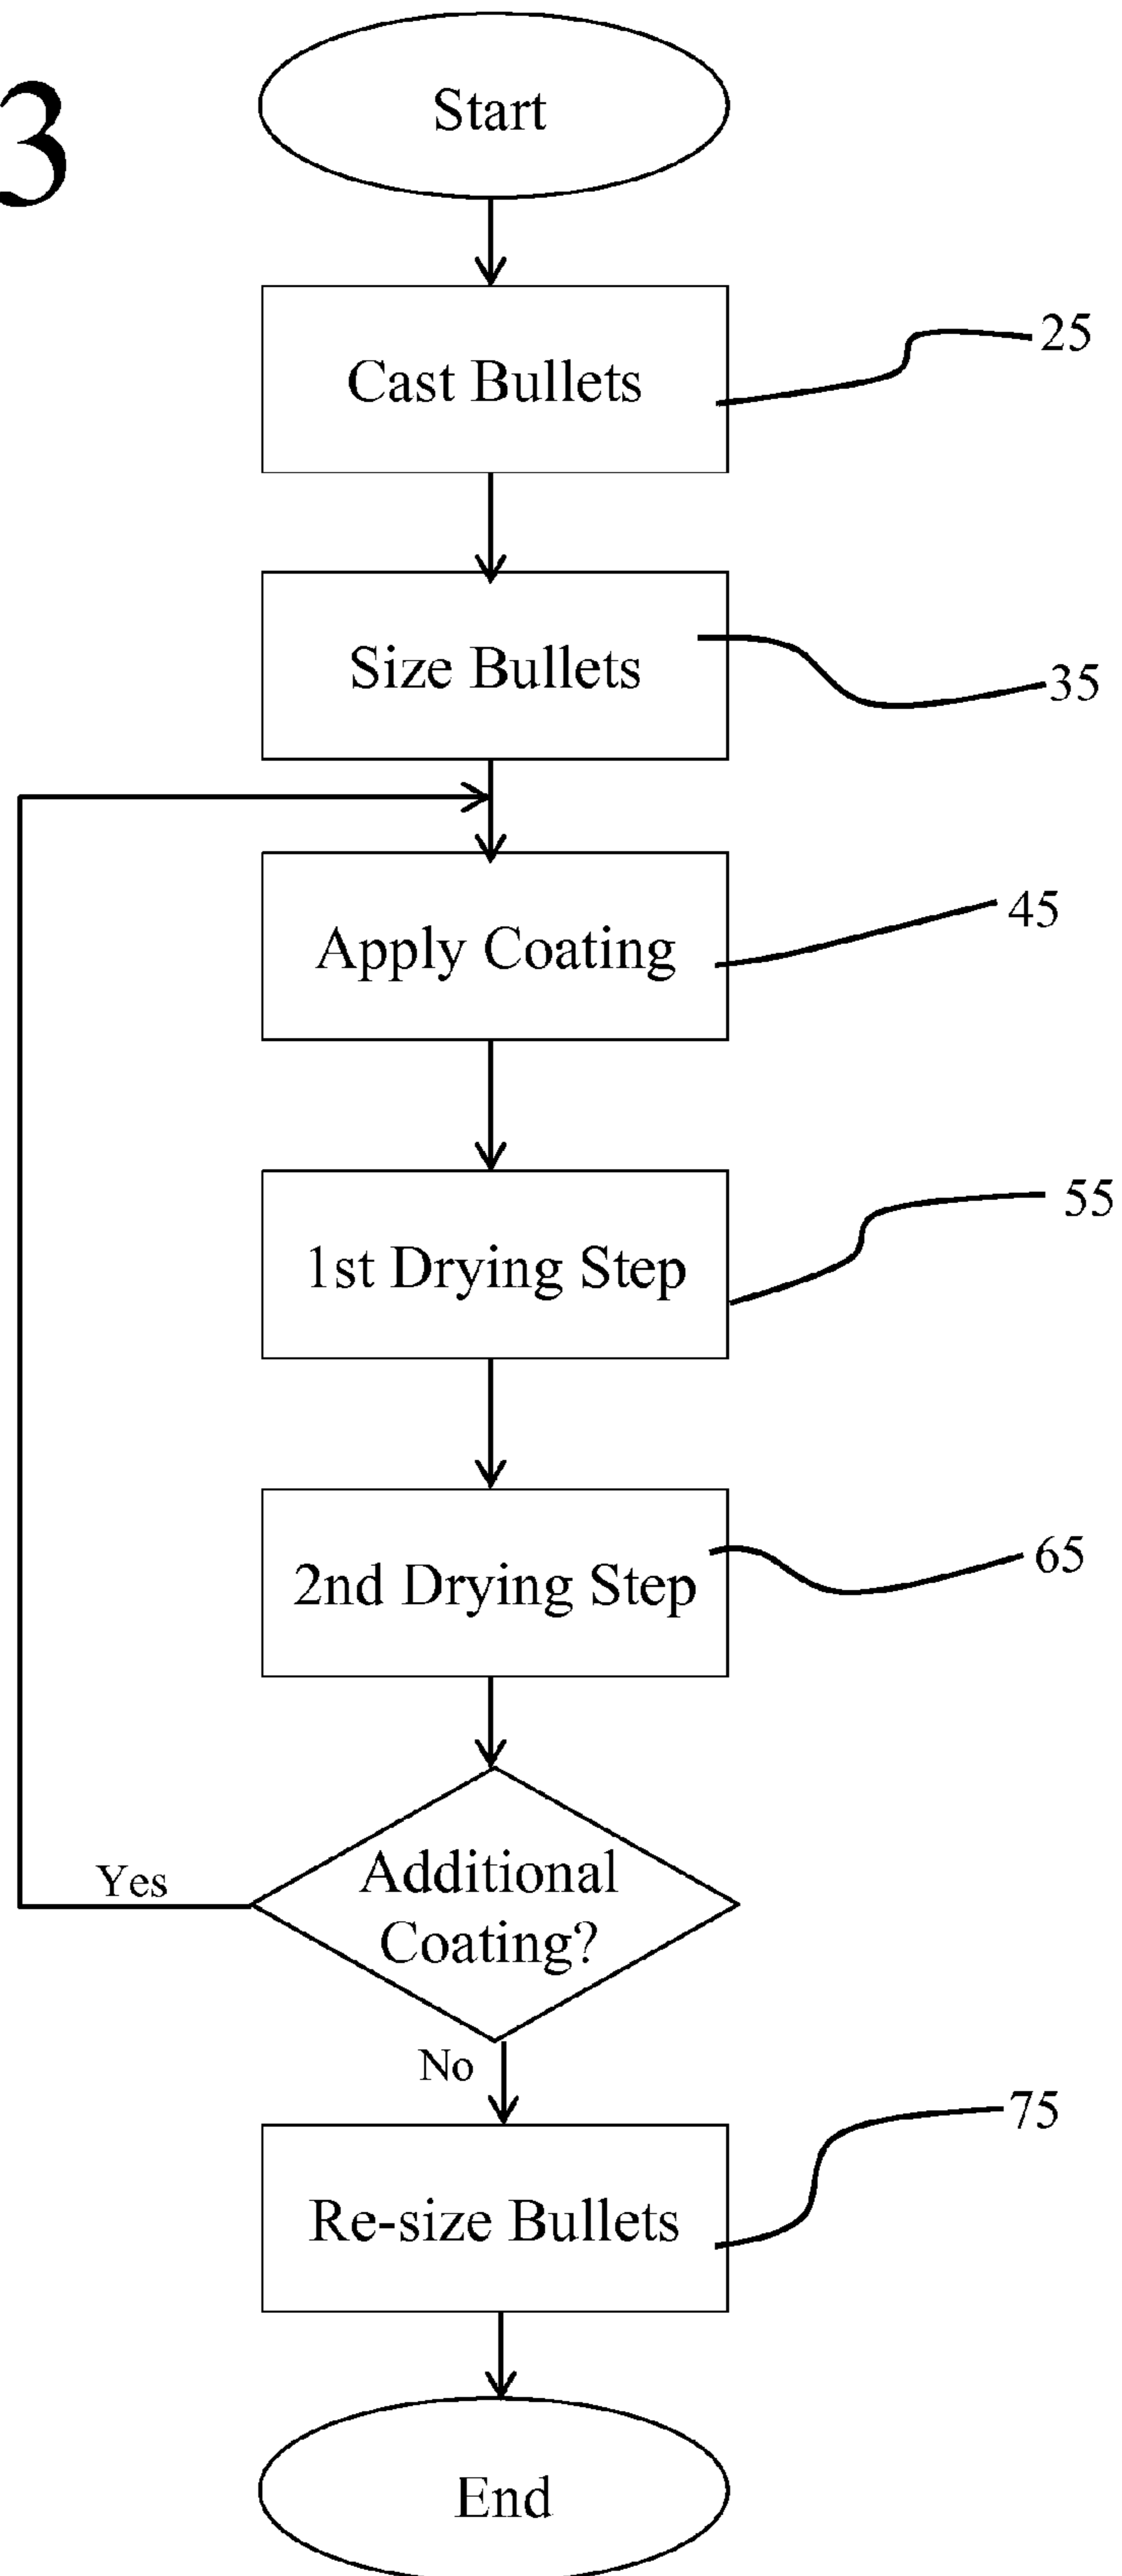 3
Start
Cast Bullets
25
Size Bullets
35
Apply Coating
45
1st Drying Step
55
2nd Drying Step
65
Additional
Coating?
Yes
No
Re-size Bullets
75
End